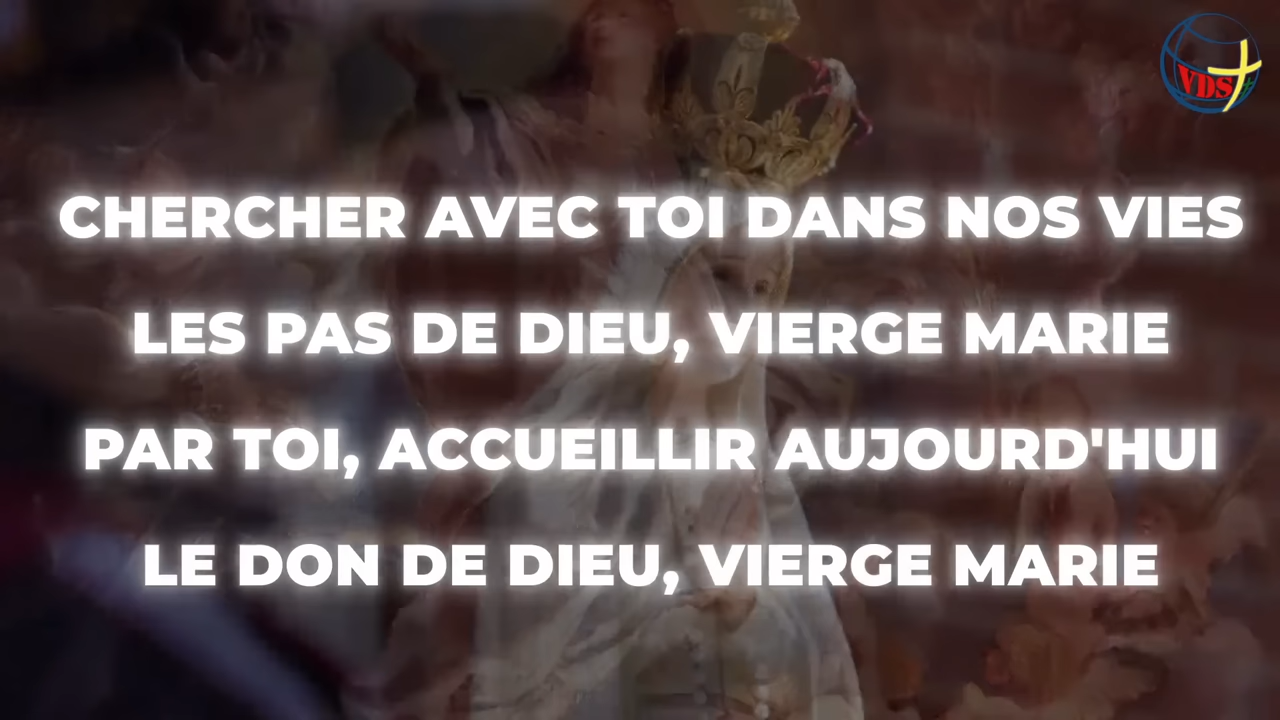 VDS
CHERCHER AVEC TOI DANS NOS VIES
LES PAS DE DIEU, VIERGE MARIE
PAR TOI, ACCUEILLIR AUJOURD'HUI
LE DON DE DIEU, VIERGE MARIE